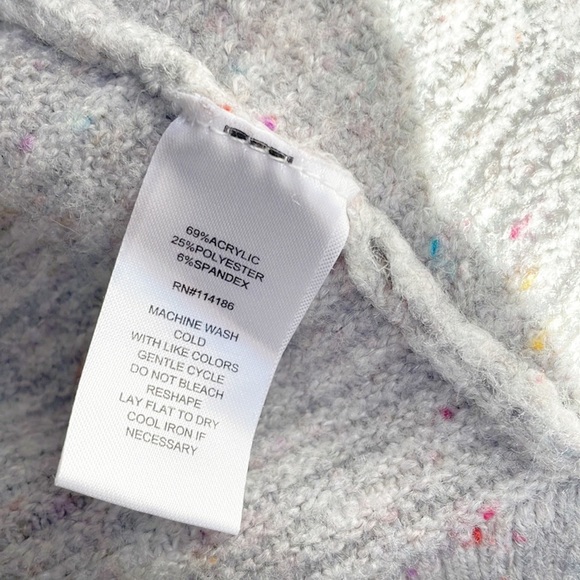 69%ACRYLIC
25%POLYESTER
6%SPANDEX
RN#114186
MACHINE WASH
COLD
WITH LIKE COLORS
GENTLE CYCLE
DO NOT BLEACH
RESHAPE
LAY FLAT TO DRY
COOL IRON IF
NECESSARY